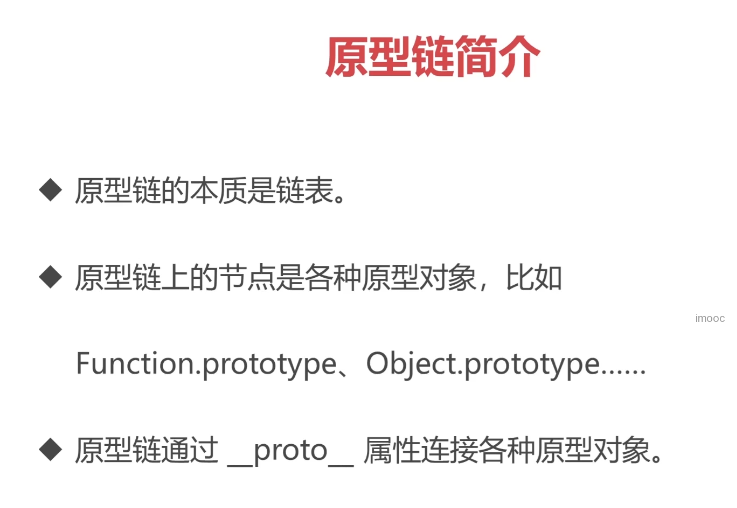 原型链简介
◆ 原型链的本质是链表。
◆ 原型链上的节点是各种原型对象，比如
imooc
Function.prototype、Object.prototype……
◆ 原型链通过 __proto__ 属性连接各种原型对象。